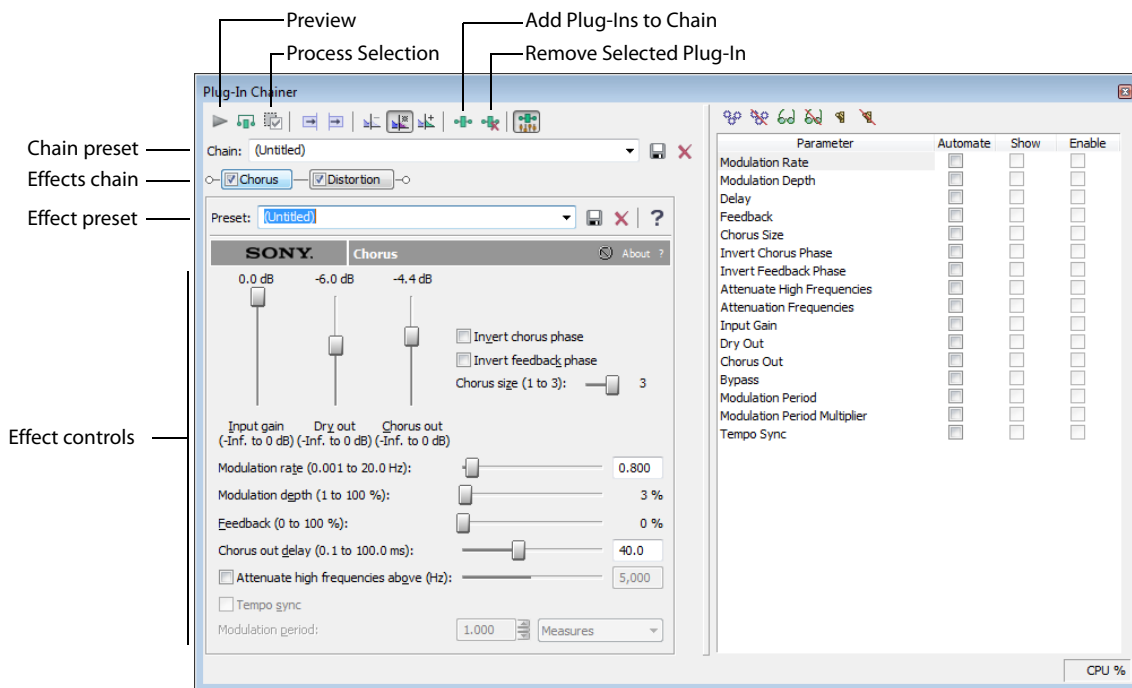 Preview
Add Plug-Ins to Chain
Process Selection
Remove Selected Plug-In
Plug-In Chainer
Chain preset
Chain: (Untitled)
Effects chain
Chorus
Distortion
Effect preset
Preset: (Untitled)
?
SONY.
Chorus
About ?
0.0 dB
-6.0 dB
-4.4 dB
Invert chorus phase
Invert feedback phase
Chorus size (1 to 3): 3
Input gain
(-Inf. to 0 dB)
Dry out
(-Inf. to 0 dB)
Chorus out
(-Inf. to 0 dB)
Effect controls
Modulation rate (0.001 to 20.0 Hz): 0.800
Modulation depth (1 to 100 %): 3 %
Feedback (0 to 100 %): 0 %
Chorus out delay (0.1 to 100.0 ms): 40.0
Attenuate high frequencies above (Hz): 5,000
Tempo sync
Modulation period: 1.000 Measures
Parameter Automate Show Enable
Modulation Rate
Modulation Depth
Delay
Feedback
Chorus Size
Invert Chorus Phase
Invert Feedback Phase
Attenuate High Frequencies
Attenuation Frequencies
Input Gain
Dry Out
Chorus Out
Bypass
Modulation Period
Modulation Period Multiplier
Tempo Sync
CPU %